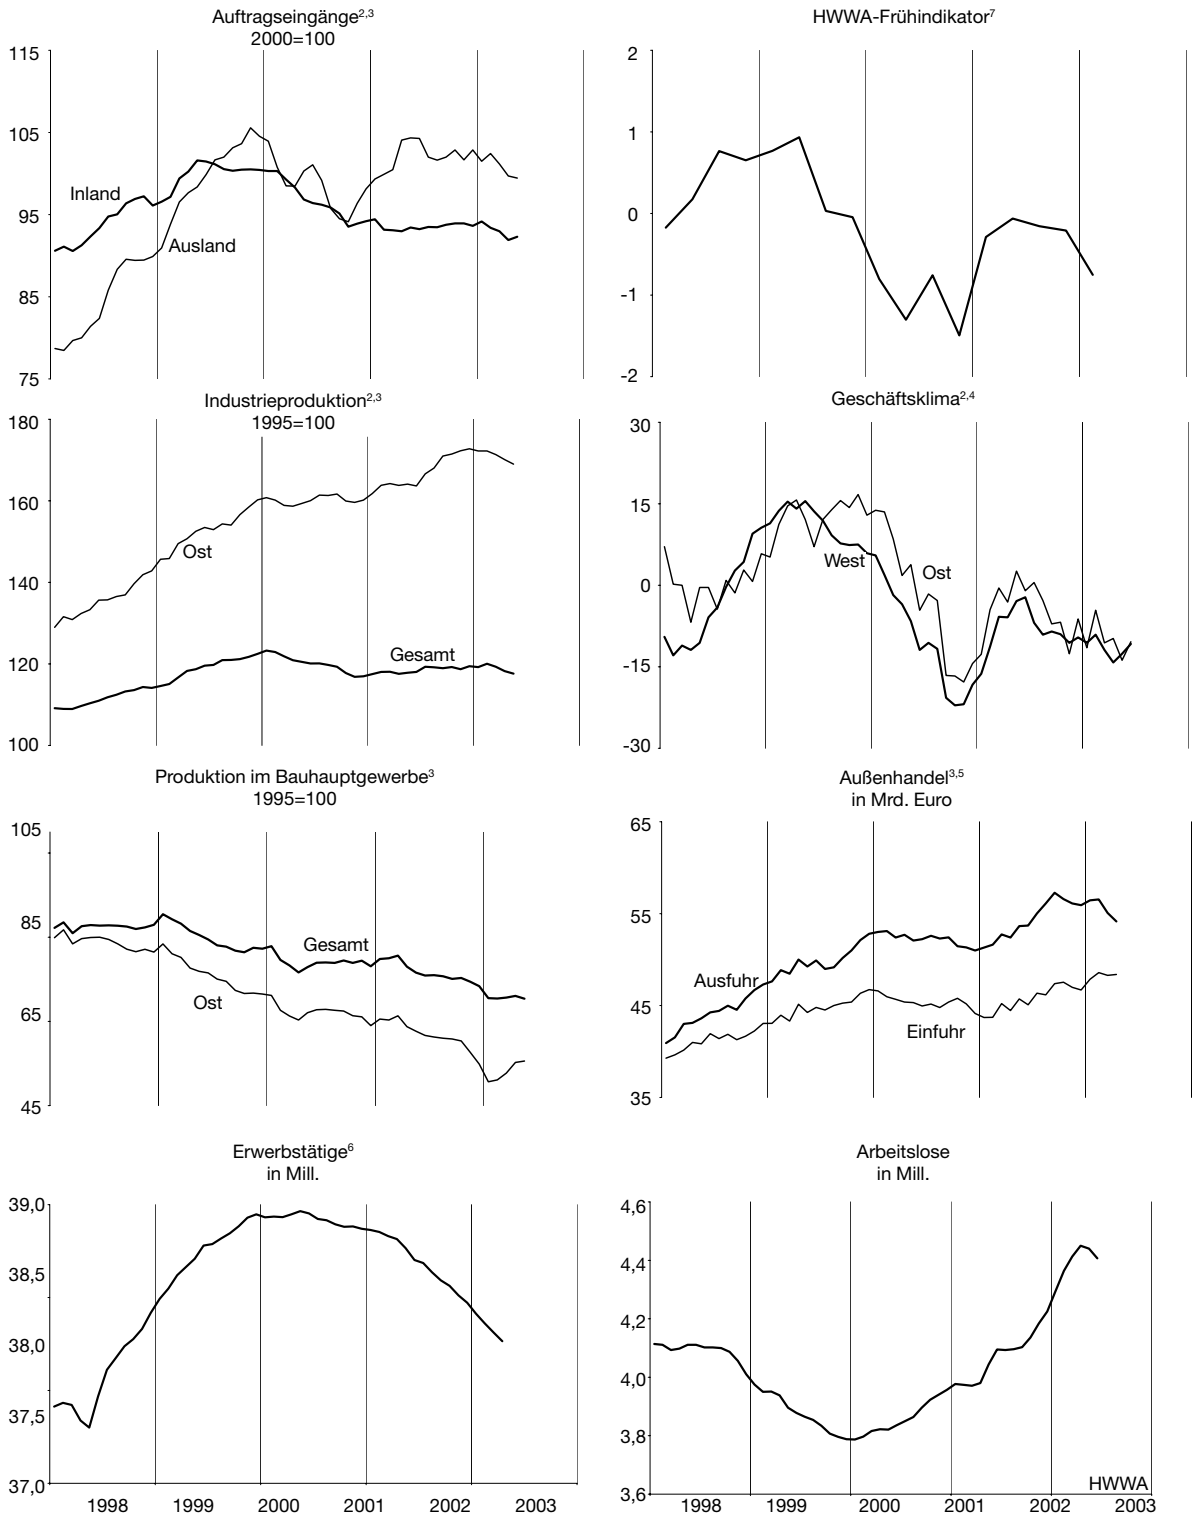 Auftragseingänge2,3
2000=100
115
105
95
85
75
Inland
Ausland
HWWA-Frühindikator7
2
1
0
-1
-2
Industrieproduktion2,3
1995=100
180
160
140
120
100
Ost
Gesamt
Geschäftsklima2,4
30
15
0
-15
-30
West
Ost
Produktion im Bauhauptgewerbe3
1995=100
105
85
65
45
Gesamt
Ost
Außenhandel3,5
in Mrd. Euro
65
55
45
35
Ausfuhr
Einfuhr
Erwerbstätige6
in Mill.
39,0
38,5
38,0
37,5
37,0
1998 1999 2000 2001 2002 2003
Arbeitslose
in Mill.
4,6
4,4
4,2
4,0
3,8
3,6
HWWA
1998 1999 2000 2001 2002 2003